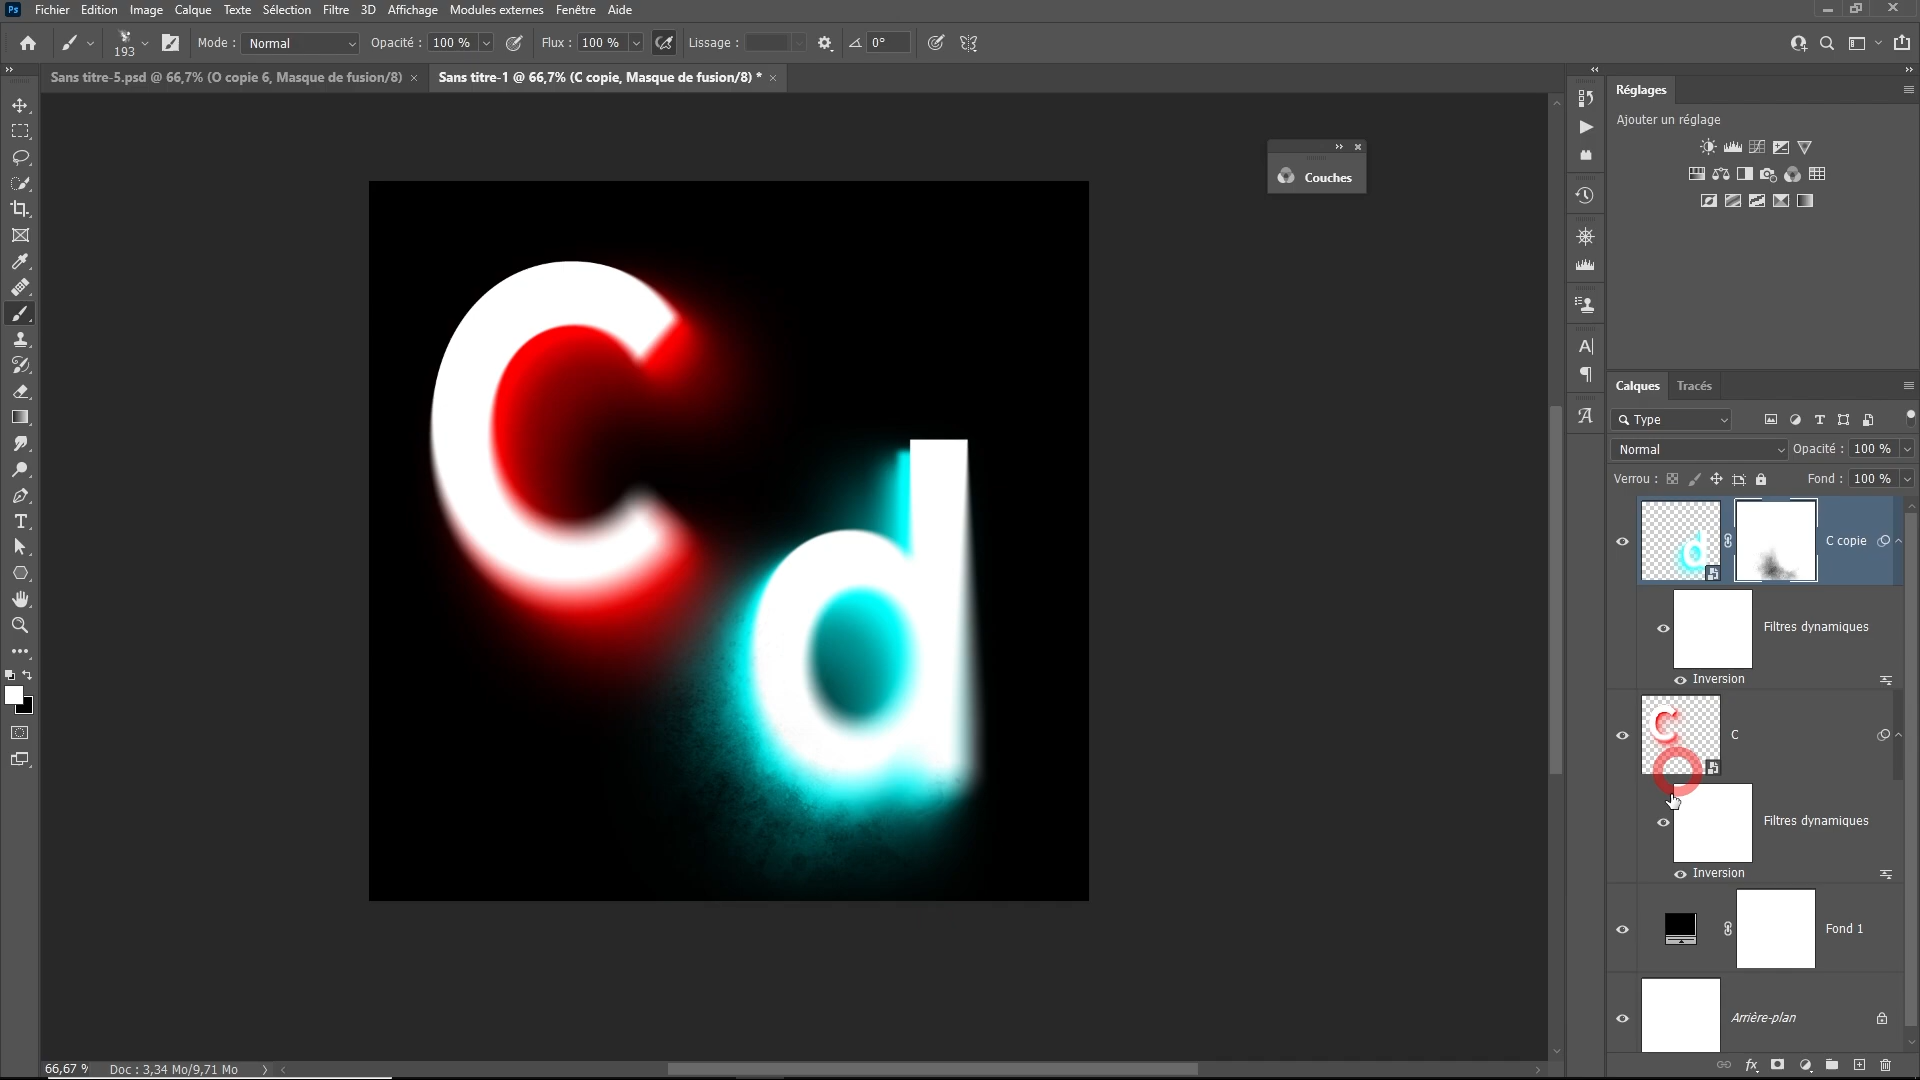 Ps Fichier Edition Image Calque Texte Sélection Filtre 3D Affichage Modules externes Fenêtre Aide
193 Mode : Normal Opacité : 100 % Flux : 100 % Lissage : 0°
Sans titre-5.psd @ 66,7% (O copie 6, Masque de fusion/8) × Sans titre-1 @ 66,7% (C copie, Masque de fusion/8) * ×
Réglages
Ajouter un réglage
Couches
C
d
Calques Tracés
Type
Normal Opacité : 100 %
Verrou : Fond : 100 %
C copie
Filtres dynamiques
Inversion
C
Filtres dynamiques
Inversion
Fond 1
Arrière-plan
66,67 % Doc : 3,34 Mo/9,71 Mo